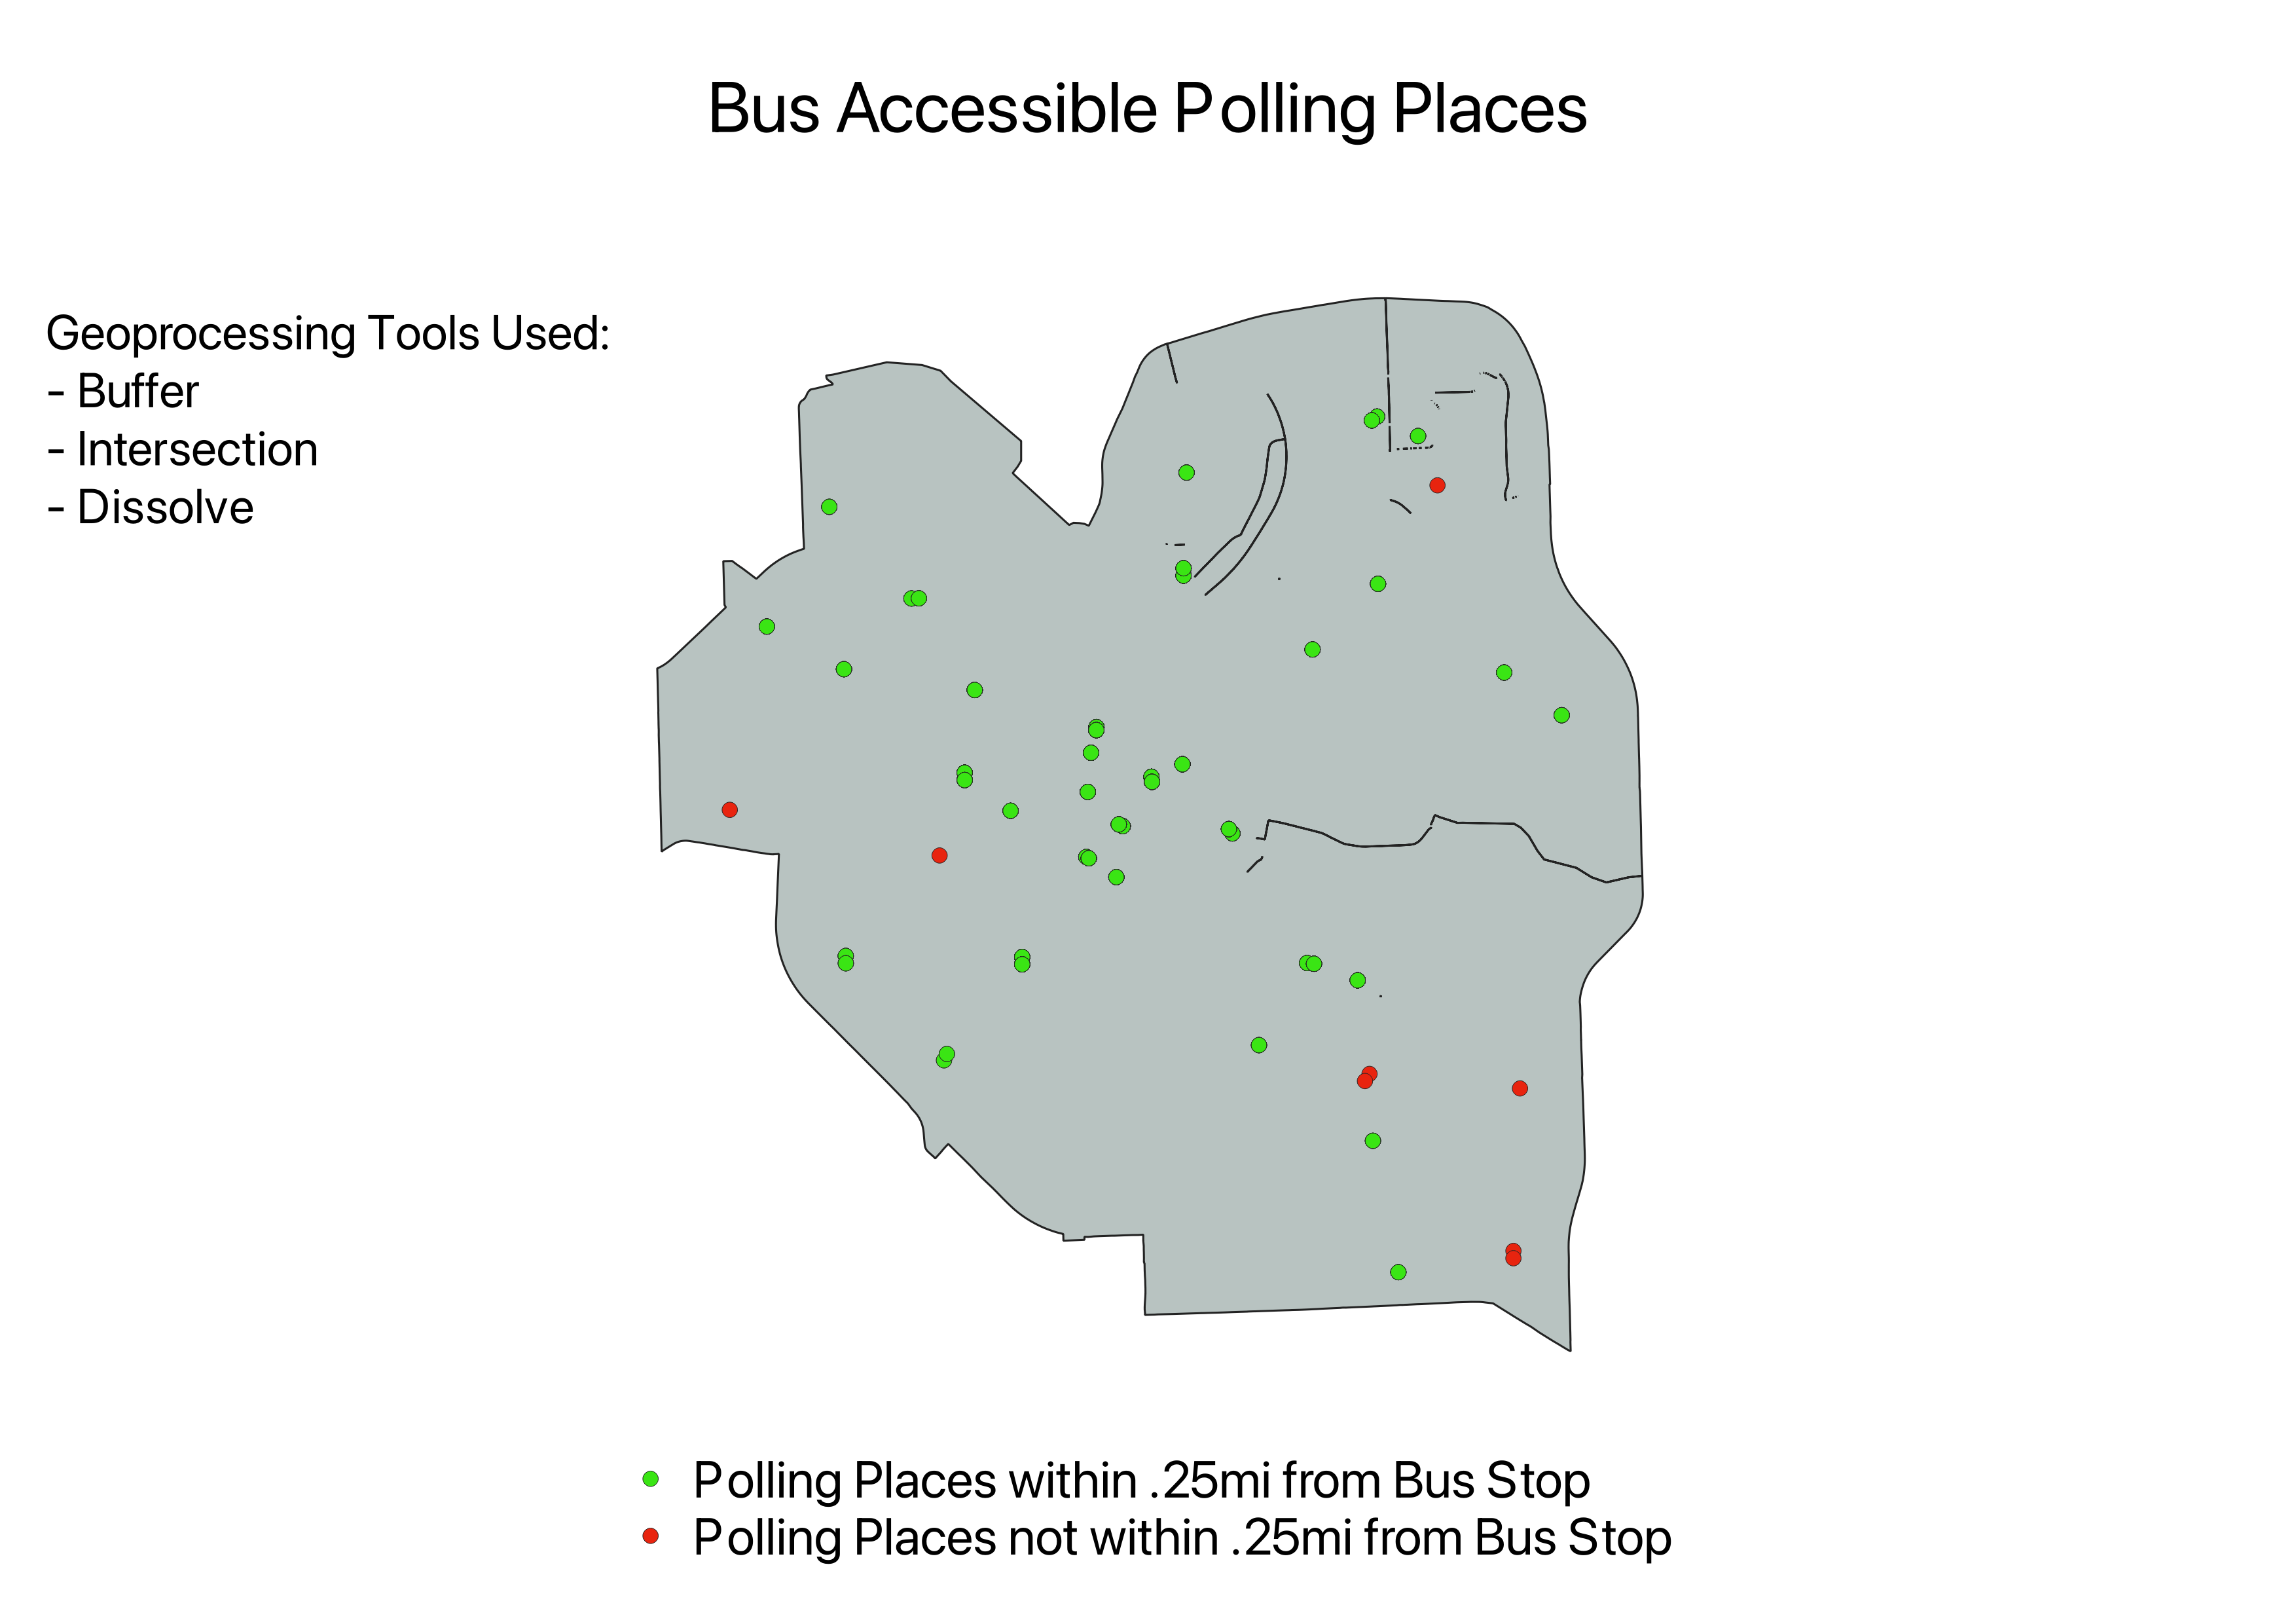 Bus Accessible Polling Places
Geoprocessing Tools Used:
- Buffer
- Intersection
- Dissolve
Polling Places within .25mi from Bus Stop
Polling Places not within .25mi from Bus Stop